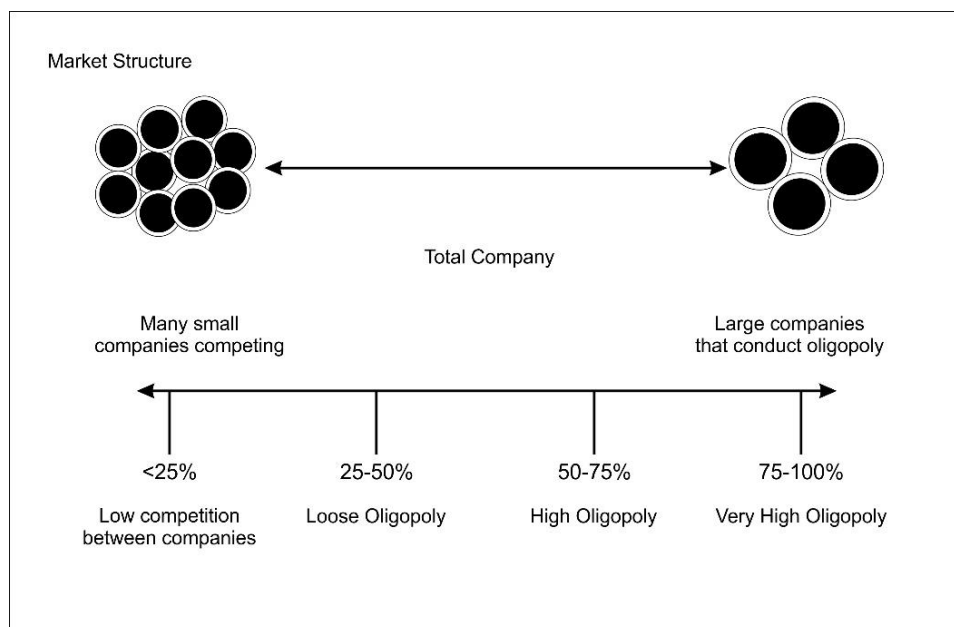 Market Structure
Total Company
Many small
companies competing
Large companies
that conduct oligopoly
<25%
25-50%
50-75%
75-100%
Low competition
between companies
Loose Oligopoly
High Oligopoly
Very High Oligopoly